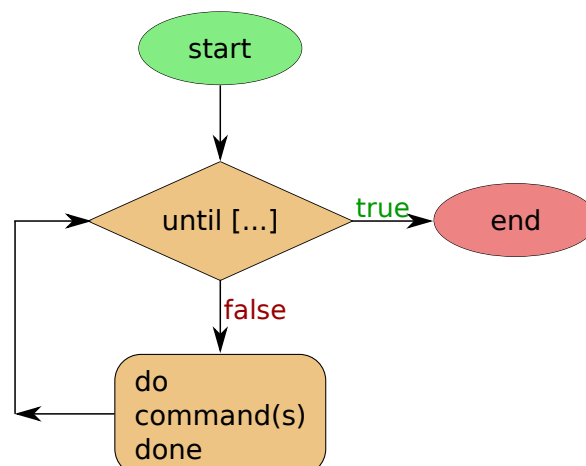 start
until [...]
true
end
false
do
command(s)
done